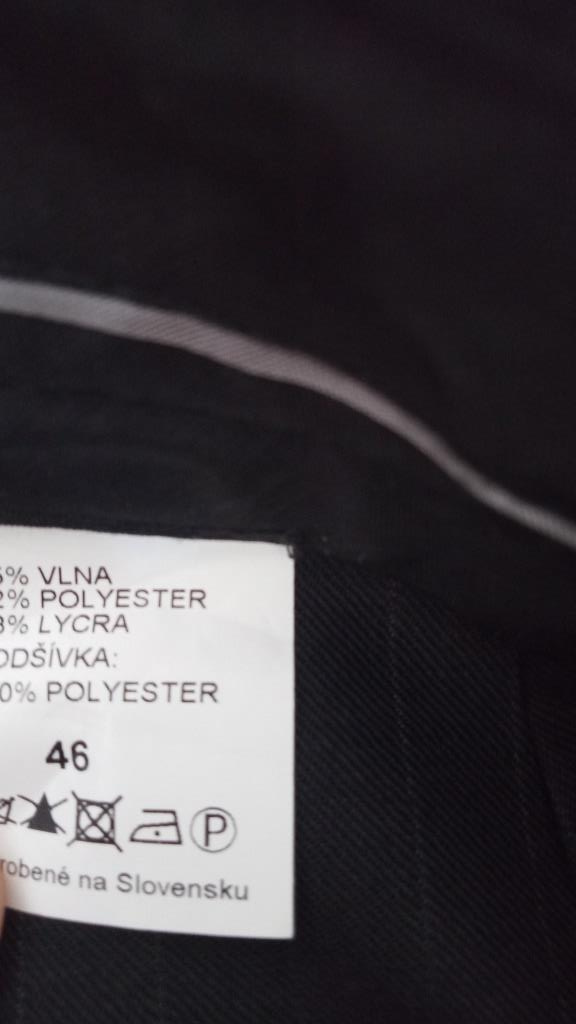 5% VLNA
2% POLYESTER
3% LYCRA
ODŠÍVKA:
0% POLYESTER
46
P
robené na Slovensku